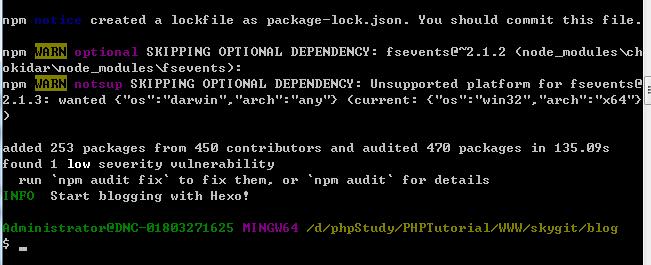 npm notice created a lockfile as package-lock.json. You should commit this file.
npm WARN optional SKIPPING OPTIONAL DEPENDENCY: fsevents@~2.1.2 (node_modules\ch
okidar\node_modules\fsevents):
npm WARN notsup SKIPPING OPTIONAL DEPENDENCY: Unsupported platform for fsevents@
2.1.3: wanted {"os":"darwin","arch":"any"} (current: {"os":"win32","arch":"x64"}
)
added 253 packages from 450 contributors and audited 470 packages in 135.09s
found 1 low severity vulnerability
  run `npm audit fix` to fix them, or `npm audit` for details
INFO  Start blogging with Hexo!
Administrator@DNC-01803271625 MINGW64 /d/phpStudy/PHPTutorial/WWW/skygit/blog
$